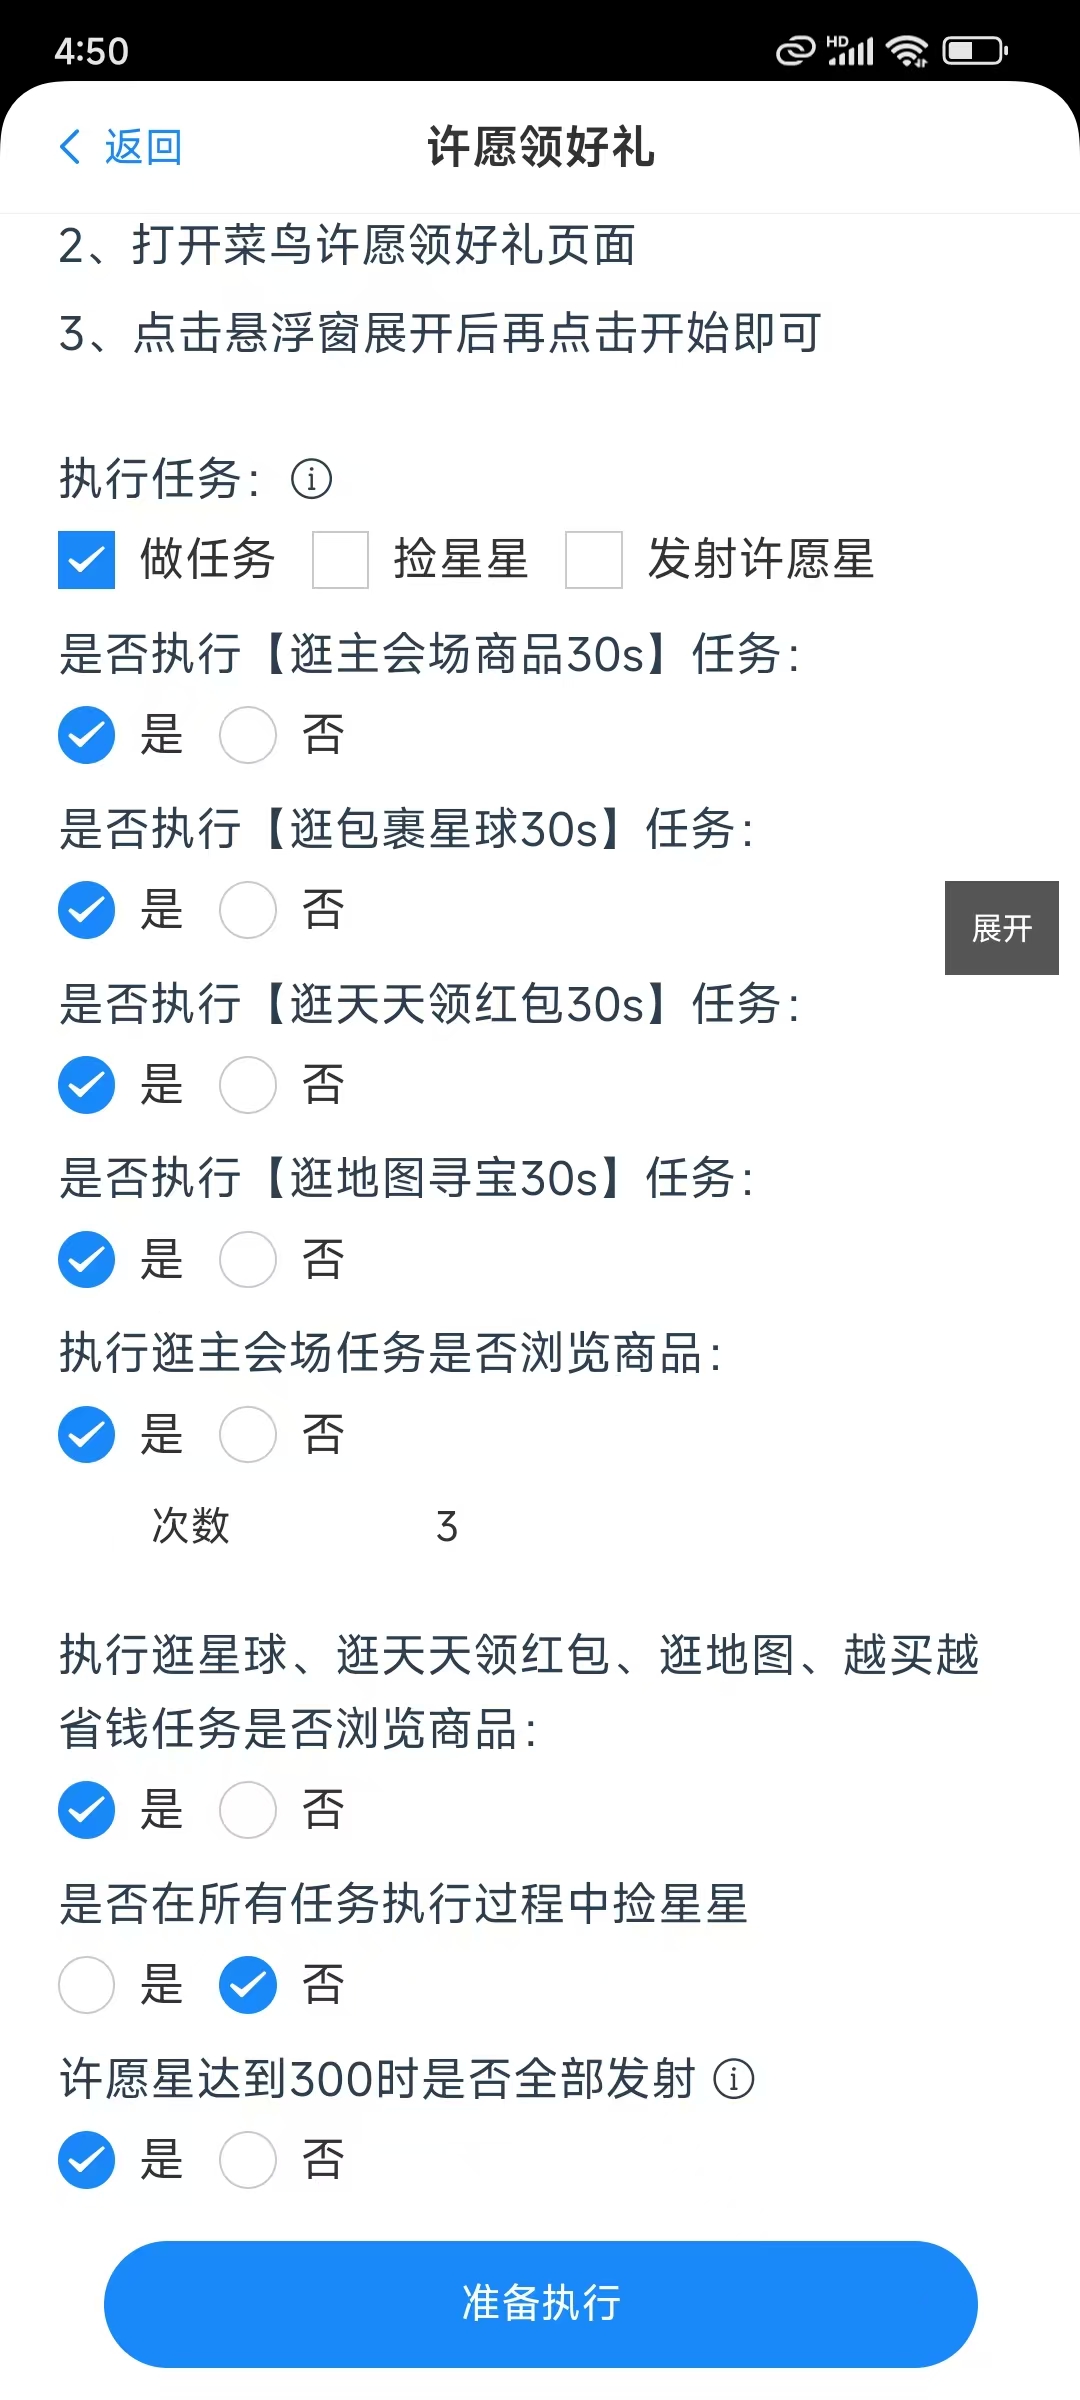 4:50
HD
返回
许愿领好礼
2、打开菜鸟许愿领好礼页面
3、点击悬浮窗展开后再点击开始即可
执行任务：
做任务 捡星星 发射许愿星
是否执行【逛主会场商品30s】任务：
是 否
是否执行【逛包裹星球30s】任务：
是 否
展开
是否执行【逛天天领红包30s】任务：
是 否
是否执行【逛地图寻宝30s】任务：
是 否
执行逛主会场任务是否浏览商品：
是 否
次数 3
执行逛星球、逛天天领红包、逛地图、越买越
省钱任务是否浏览商品：
是 否
是否在所有任务执行过程中捡星星
是 否
许愿星达到300时是否全部发射
是 否
准备执行